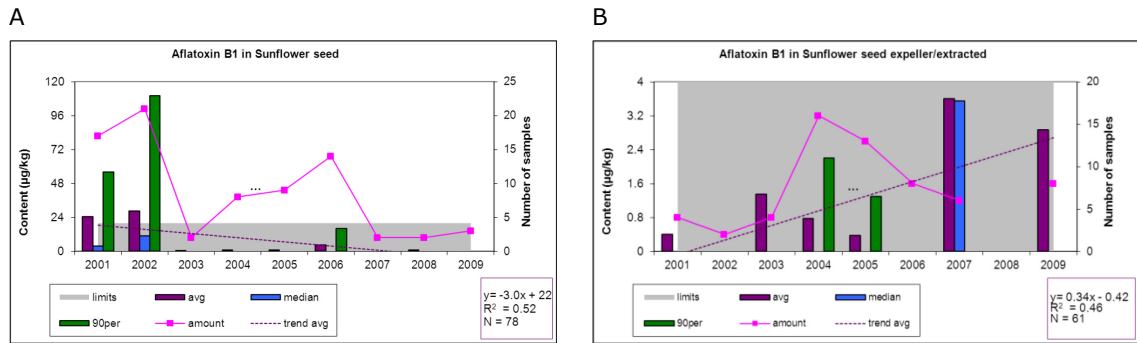 A
Aflatoxin B1 in Sunflower seed
Content (µg/kg)
120
96
72
48
24
0
25
20
15
10
5
0
Number of samples
...
2001 2002 2003 2004 2005 2006 2007 2008 2009
limits avg median
90per amount trend avg
y= -3.0x + 22
R² = 0.52
N = 78
B
Aflatoxin B1 in Sunflower seed expeller/extracted
Content (µg/kg)
4
3.2
2.4
1.6
0.8
0
20
15
10
5
0
Number of samples
...
2001 2002 2003 2004 2005 2006 2007 2008 2009
limits avg median
90per amount trend avg
y= 0.34x - 0.42
R² = 0.46
N = 61